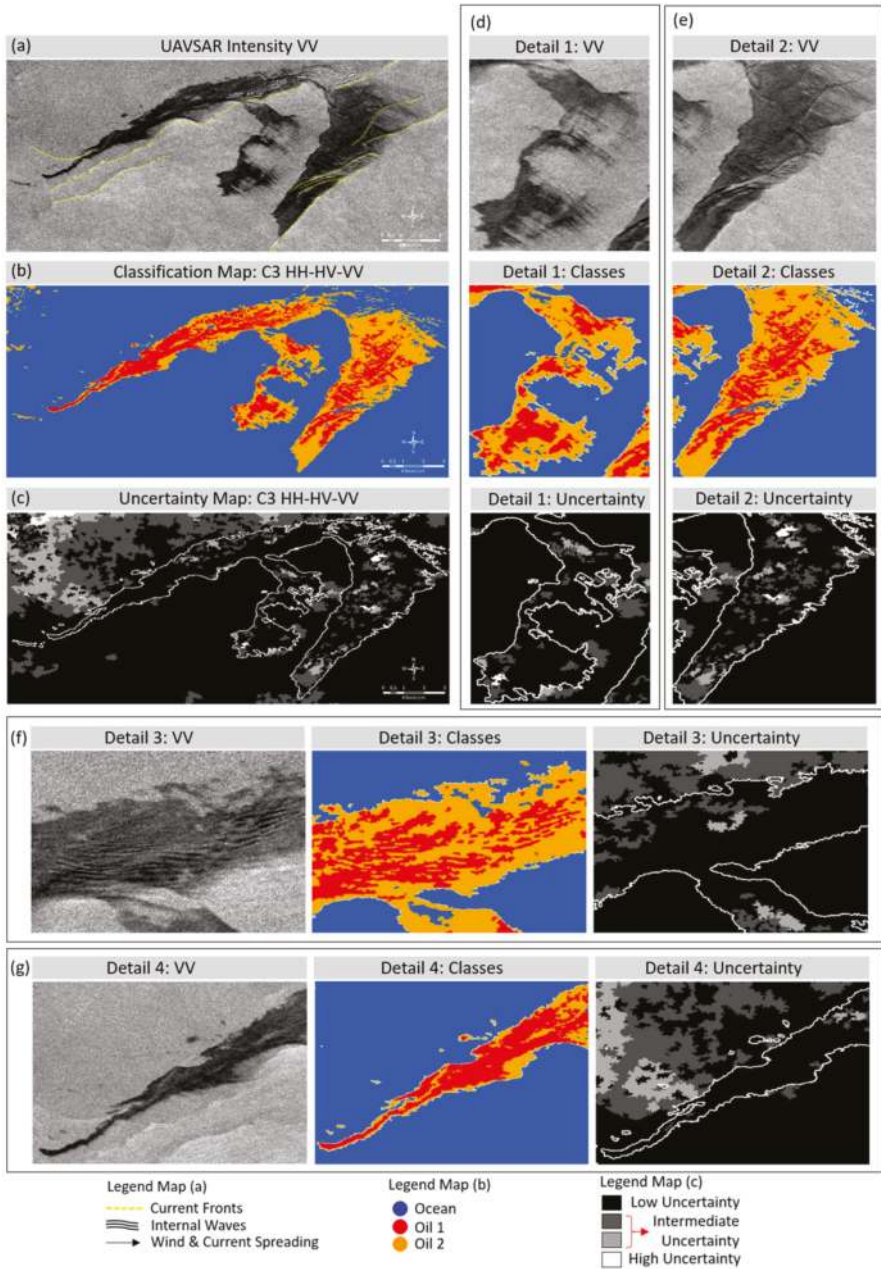 (a)
UAVSAR Intensity VV
(b)
Classification Map: C3 HH-HV-VV
(c)
Uncertainty Map: C3 HH-HV-VV
(d)
Detail 1: VV
Detail 1: Classes
Detail 1: Uncertainty
(e)
Detail 2: VV
Detail 2: Classes
Detail 2: Uncertainty
(f)
Detail 3: VV
Detail 3: Classes
Detail 3: Uncertainty
(g)
Detail 4: VV
Detail 4: Classes
Detail 4: Uncertainty
Legend Map (a)
Current Fronts
Internal Waves
Wind & Current Spreading
Legend Map (b)
Ocean
Oil 1
Oil 2
Legend Map (c)
Low Uncertainty
Intermediate
Uncertainty
High Uncertainty